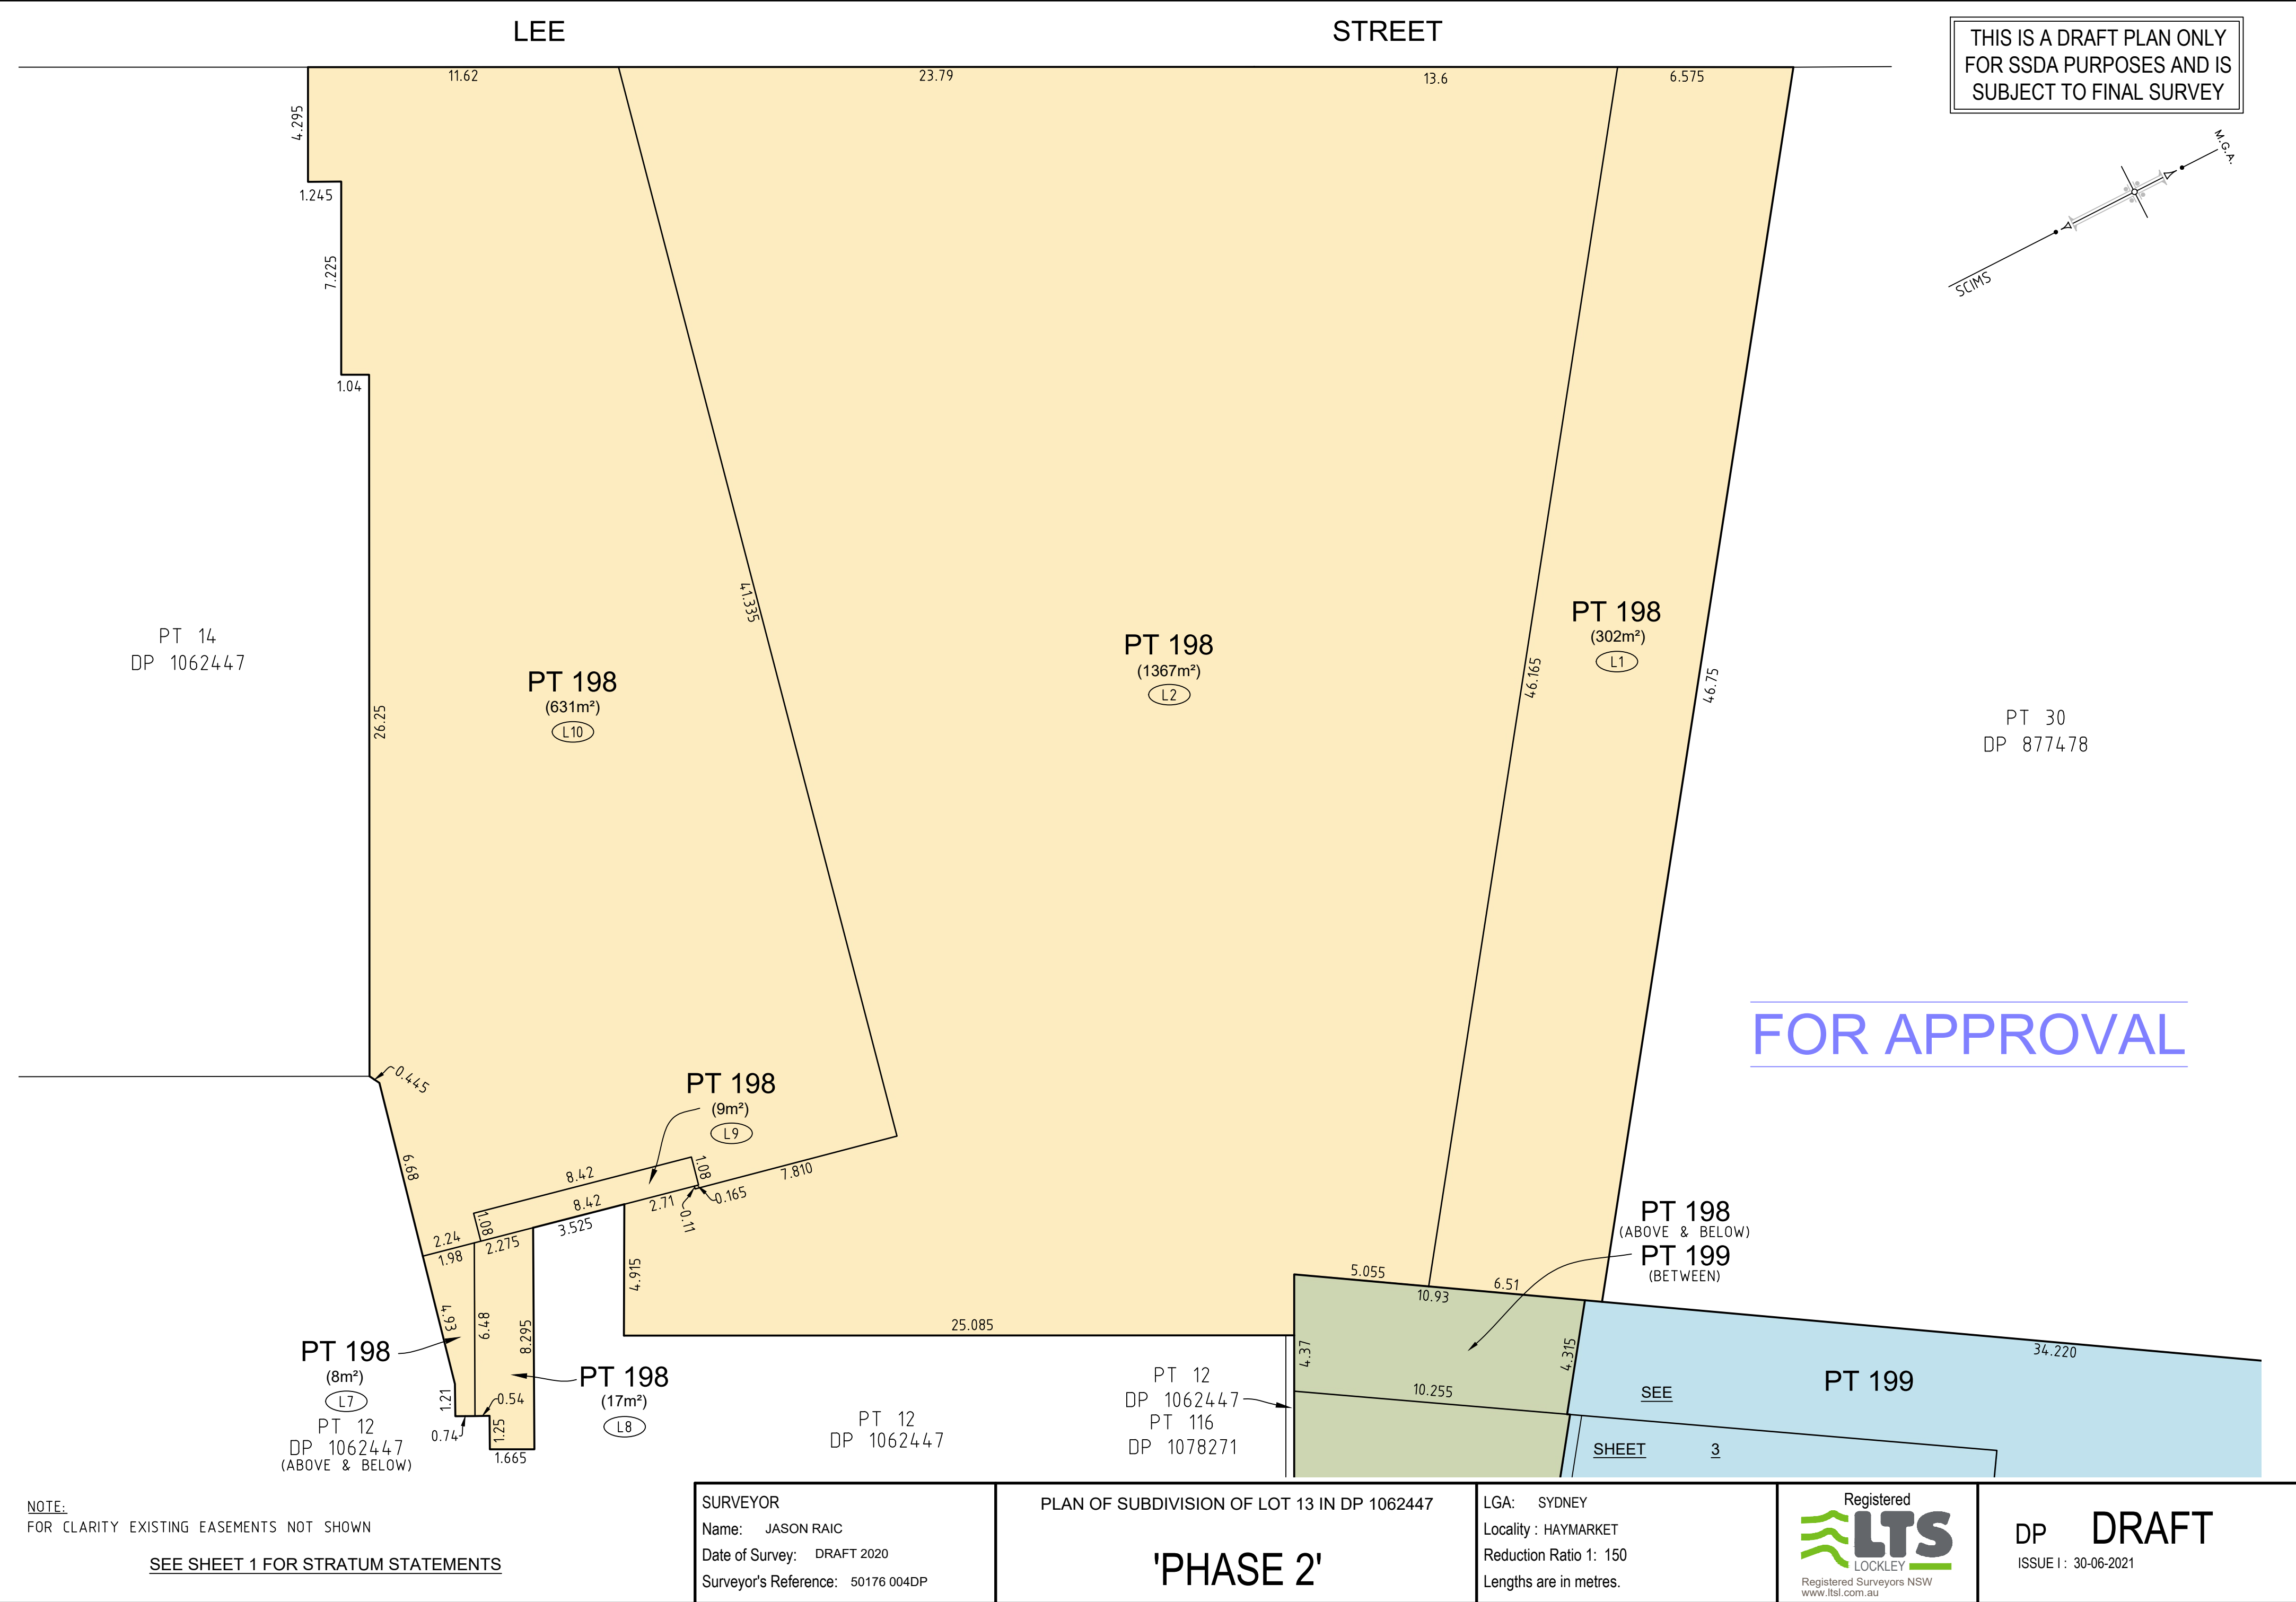 LEE STREET
THIS IS A DRAFT PLAN ONLY
FOR SSDA PURPOSES AND IS
SUBJECT TO FINAL SURVEY
11.62
23.79
13.6
6.575
4.295
1.245
7.225
1.04
M.G.A.
SCIMS
41.335
PT 14
DP 1062447
PT 198
(631m²)
L10
26.25
PT 198
(1367m²)
L2
PT 198
(302m²)
L1
46.165
46.75
PT 30
DP 877478
FOR APPROVAL
0.445
PT 198
(9m²)
L9
6.68
8.42
1.08
7.810
0.165
8.42
2.71
0.11
1.08
2.24
1.98
2.275
3.525
4.915
PT 198
(ABOVE & BELOW)
PT 199
(BETWEEN)
5.055
6.51
10.93
4.93
6.48
8.295
25.085
4.37
4.315
34.220
PT 198
(8m²)
L7
PT 12
DP 1062447
(ABOVE & BELOW)
1.21
0.74
0.54
1.25
1.665
PT 198
(17m²)
L8
PT 12
DP 1062447
PT 12
DP 1062447
PT 116
DP 1078271
10.255
SEE
PT 199
SHEET 3
NOTE:
FOR CLARITY EXISTING EASEMENTS NOT SHOWN
SEE SHEET 1 FOR STRATUM STATEMENTS
SURVEYOR
Name: JASON RAIC
Date of Survey: DRAFT 2020
Surveyor's Reference: 50176 004DP
PLAN OF SUBDIVISION OF LOT 13 IN DP 1062447
'PHASE 2'
LGA: SYDNEY
Locality : HAYMARKET
Reduction Ratio 1: 150
Lengths are in metres.
Registered
LTS
LOCKLEY
Registered Surveyors NSW
www.ltsl.com.au
DP DRAFT
ISSUE I : 30-06-2021